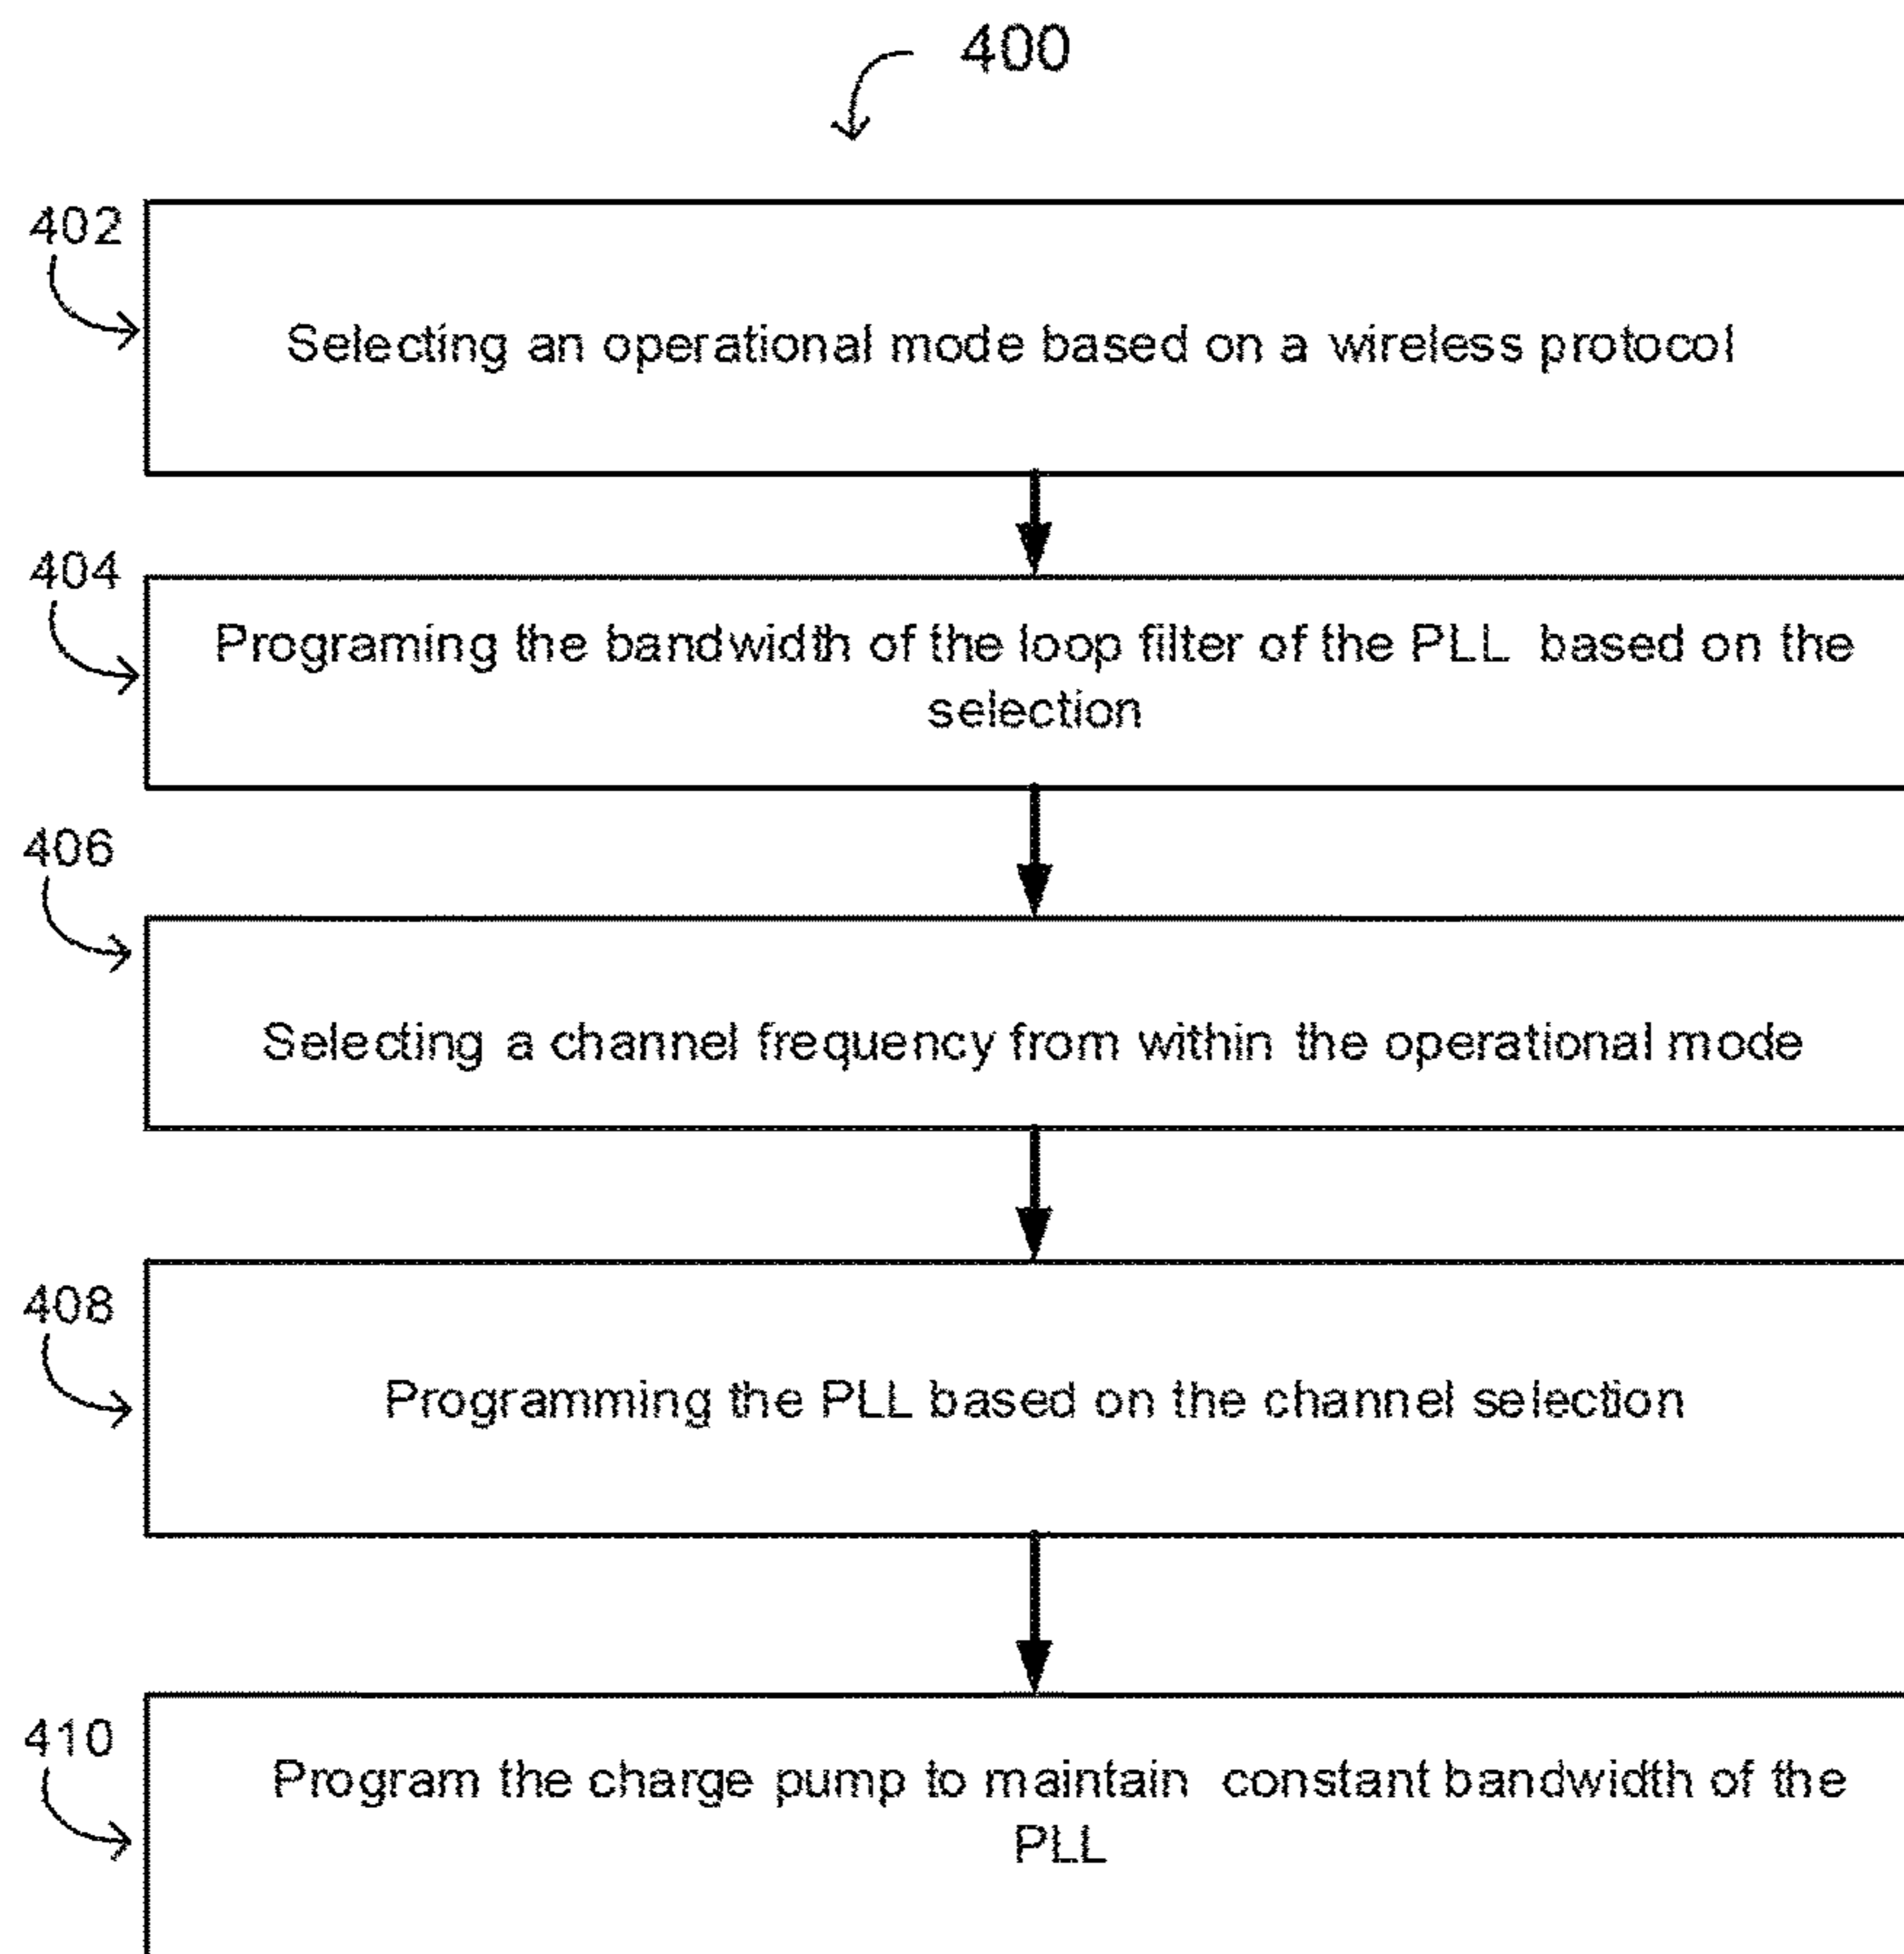 400
402
Selecting an operational mode based on a wireless protocol
404
Programing the bandwidth of the loop filter of the PLL based on the
selection
406
Selecting a channel frequency from within the operational mode
408
Programming the PLL based on the channel selection
410
Program the charge pump to maintain constant bandwidth of the
PLL